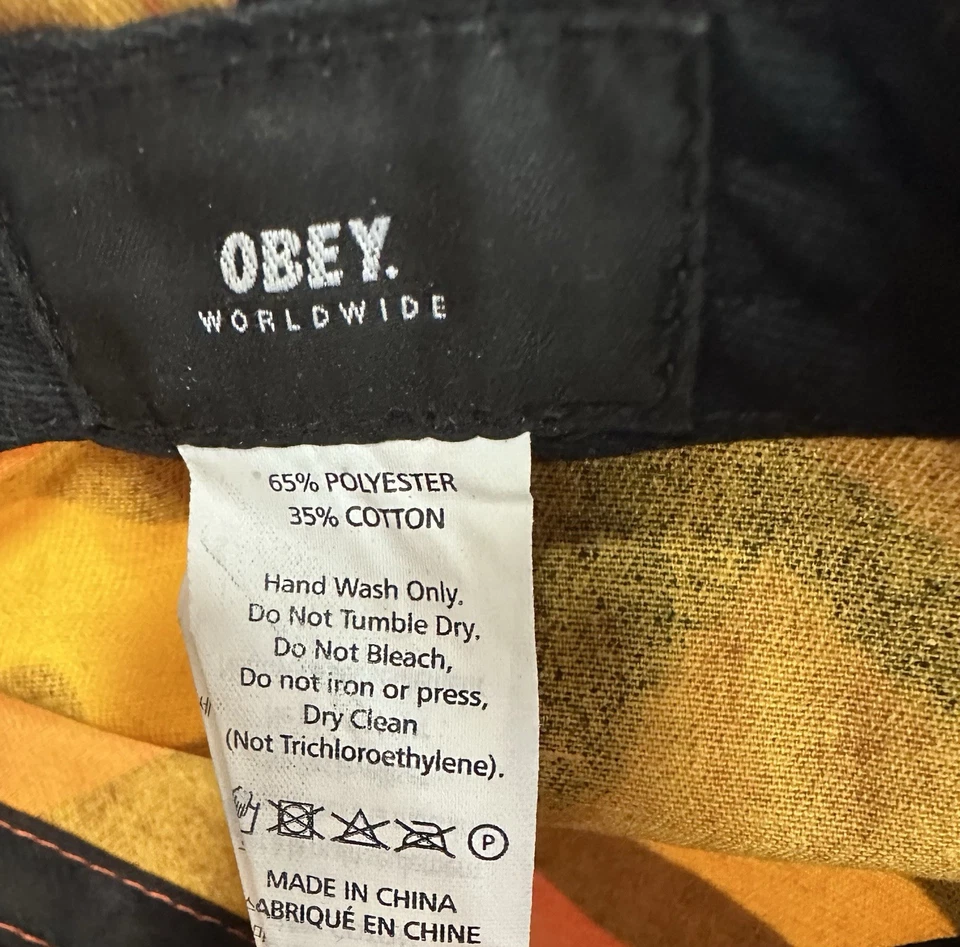 OBEY.
WORLDWIDE
65% POLYESTER
35% COTTON
Hand Wash Only,
Do Not Tumble Dry,
Do Not Bleach,
Do not iron or press,
Dry Clean
(Not Trichloroethylene).
P
MADE IN CHINA
ABRIQUÉ EN CHINE